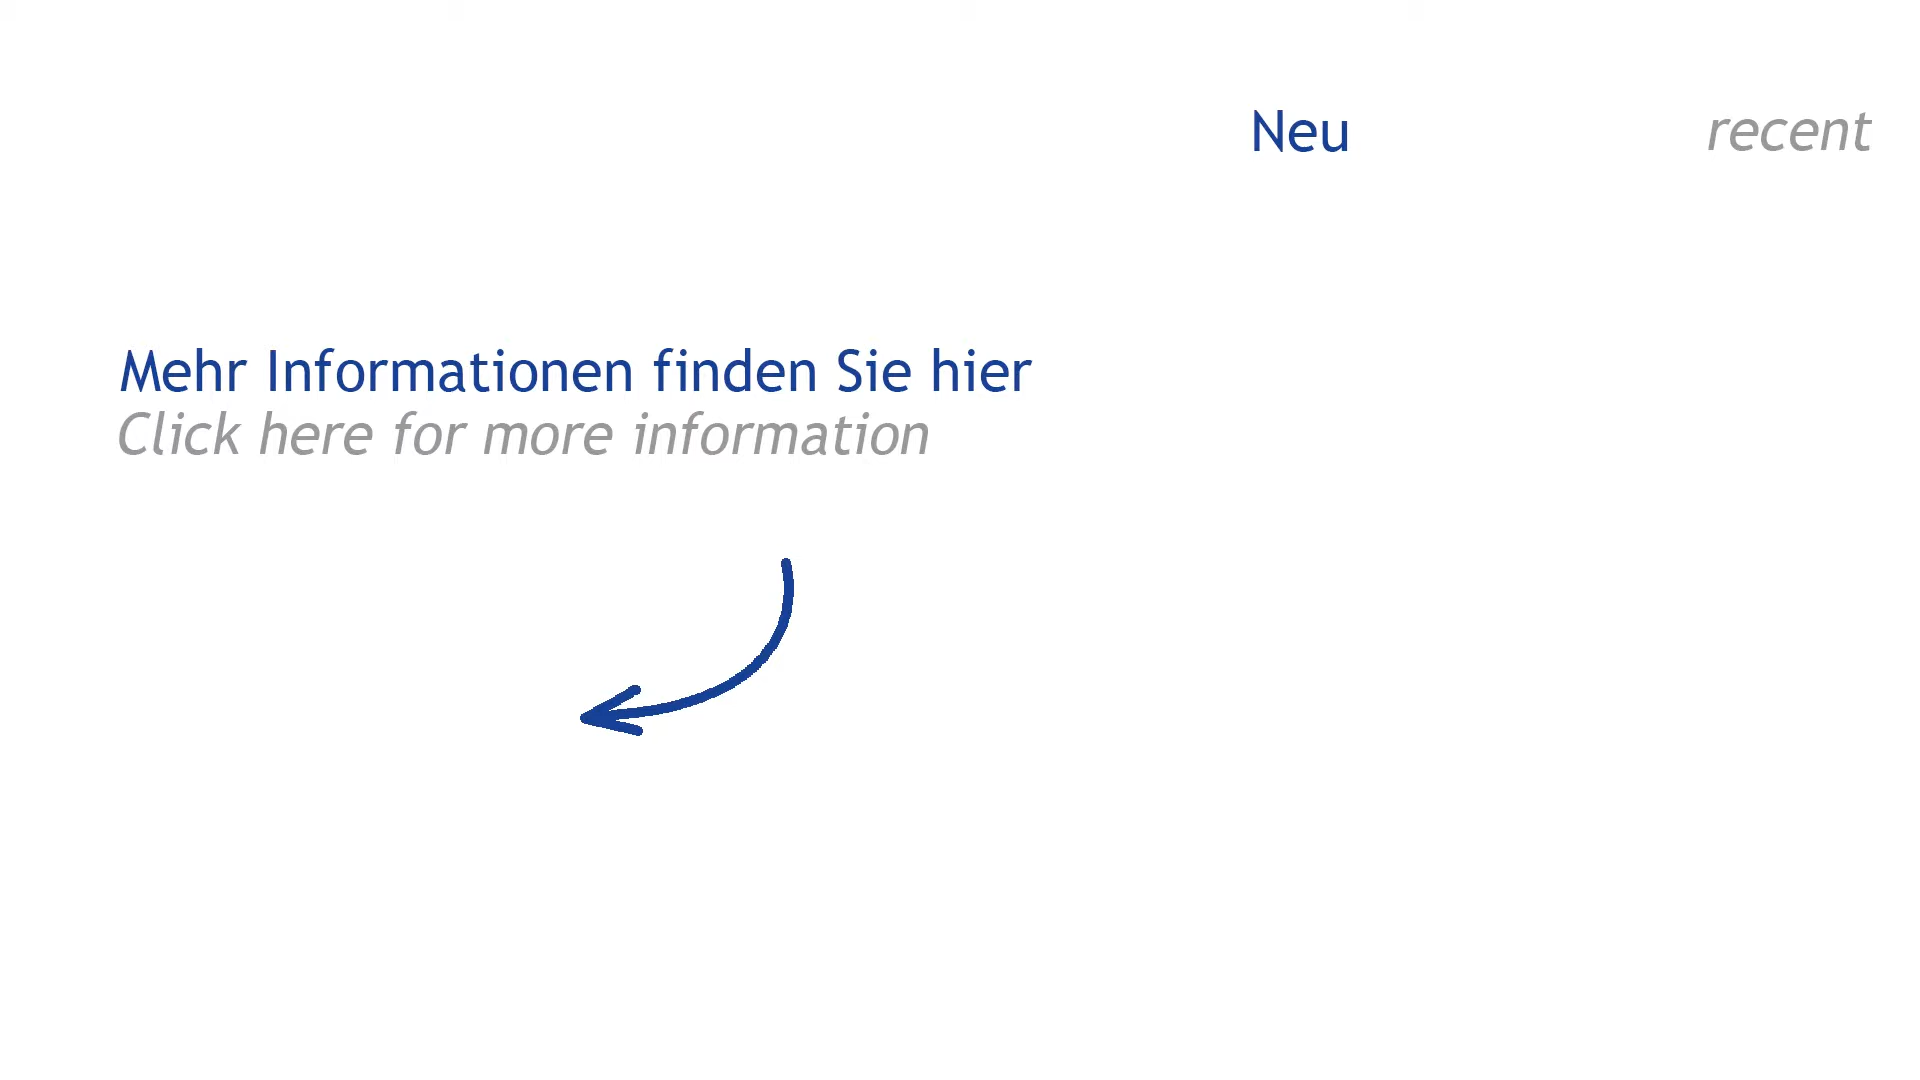 Neu recent
Mehr Informationen finden Sie hier
Click here for more information